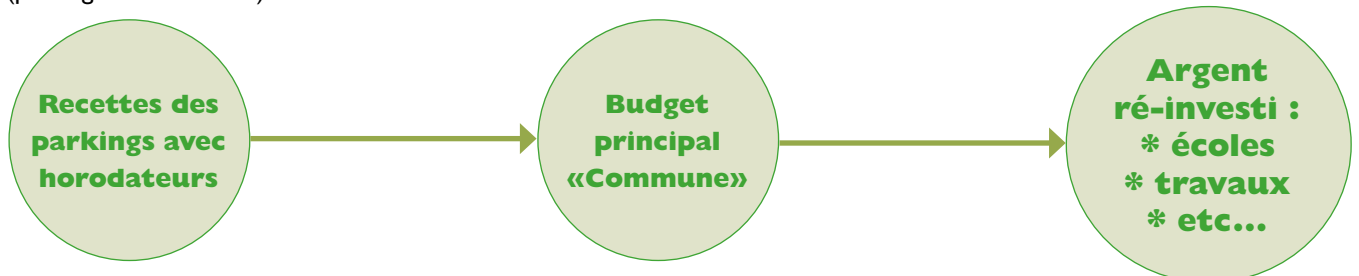 Recettes des
parkings avec
horodateurs
Budget
principal
«Commune»
Argent
ré-investi :
* écoles
* travaux
* etc...